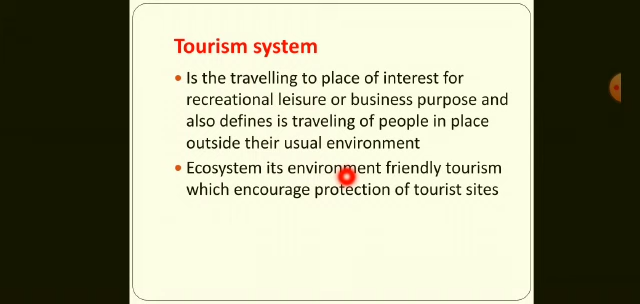 Tourism system
Is the travelling to place of interest for
recreational leisure or business purpose and
also defines is traveling of people in place
outside their usual environment
Ecosystem its environment friendly tourism
which encourage protection of tourist sites